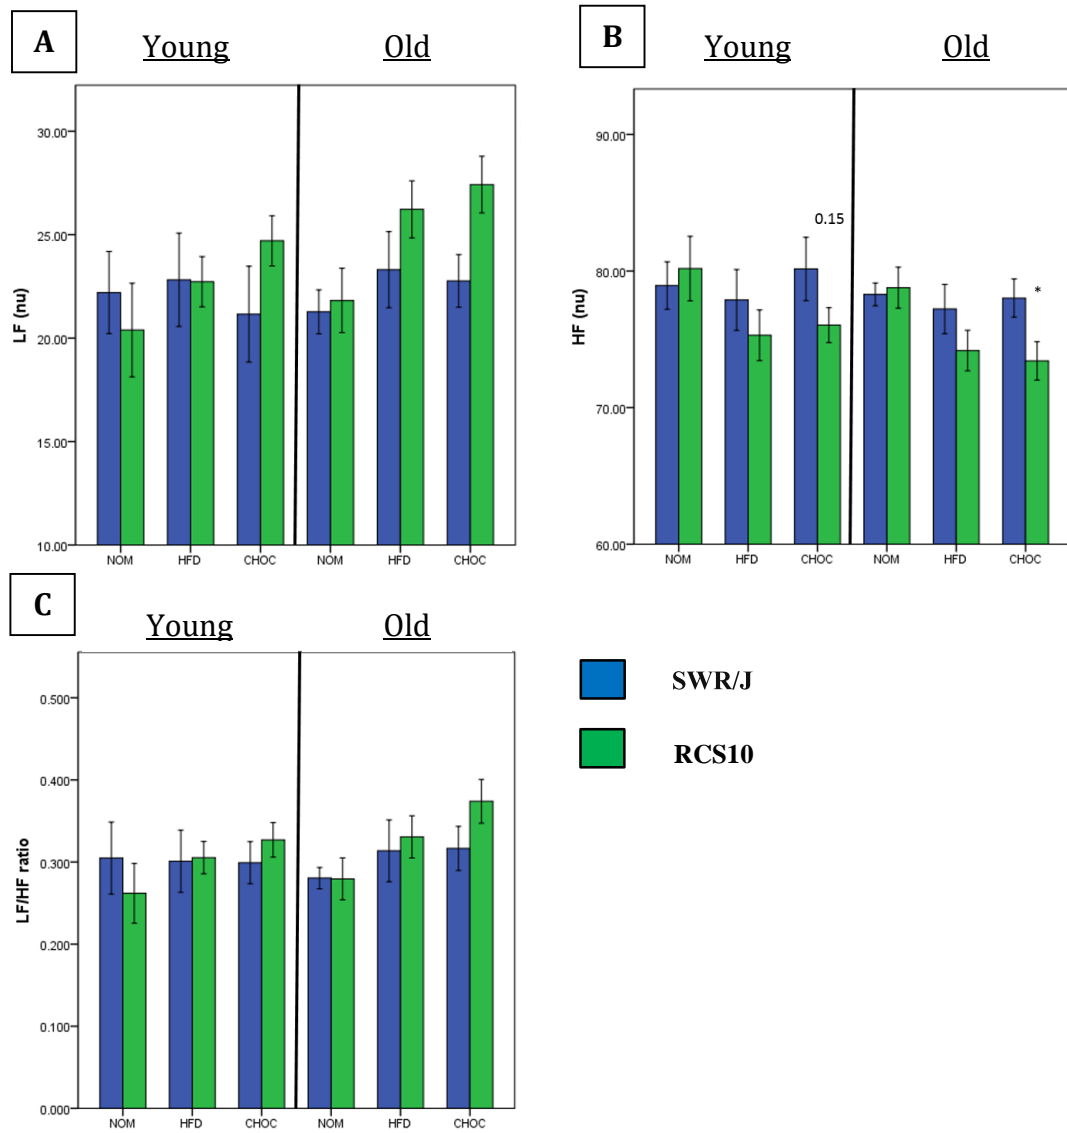 A
Young Old
30.00
25.00
20.00
15.00
10.00
LF (nu)
NOM HFD CHOC NOM HFD CHOC
B
Young Old
90.00
80.00
70.00
60.00
HF (nu)
0.15
*
NOM HFD CHOC NOM HFD CHOC
C
Young Old
0.500
0.400
0.300
0.200
0.100
0.000
LF/HF ratio
NOM HFD CHOC NOM HFD CHOC
SWR/J
RCS10